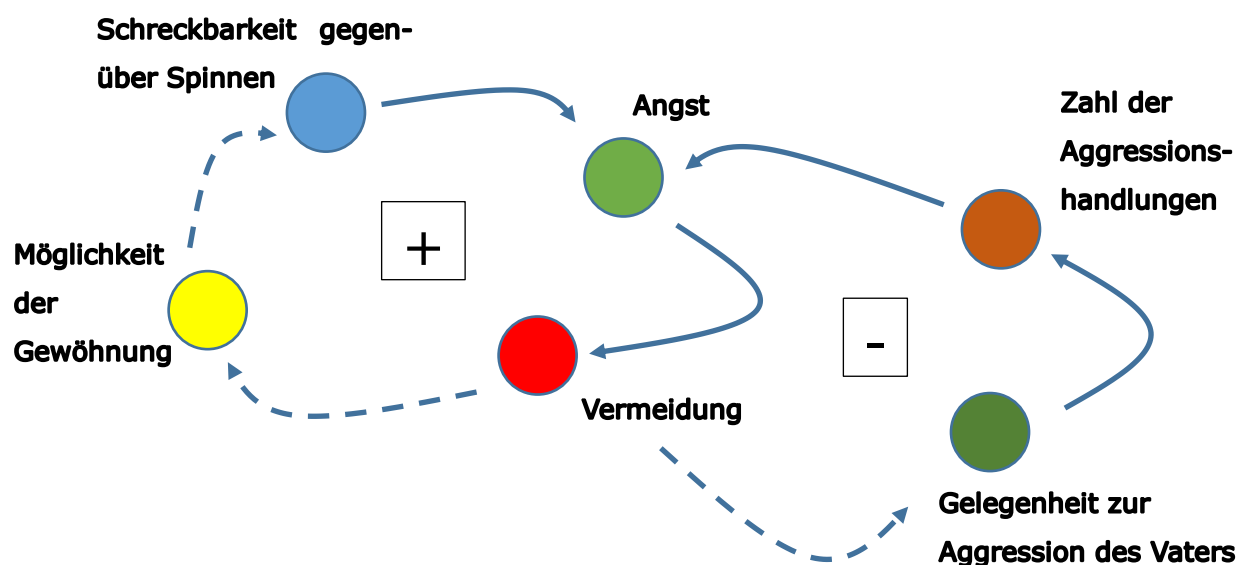 Schreckbarkeit gegen-
über Spinnen
Angst
Zahl der
Aggressions-
handlungen
+
Möglichkeit
der
Gewöhnung
-
Vermeidung
Gelegenheit zur
Aggression des Vaters